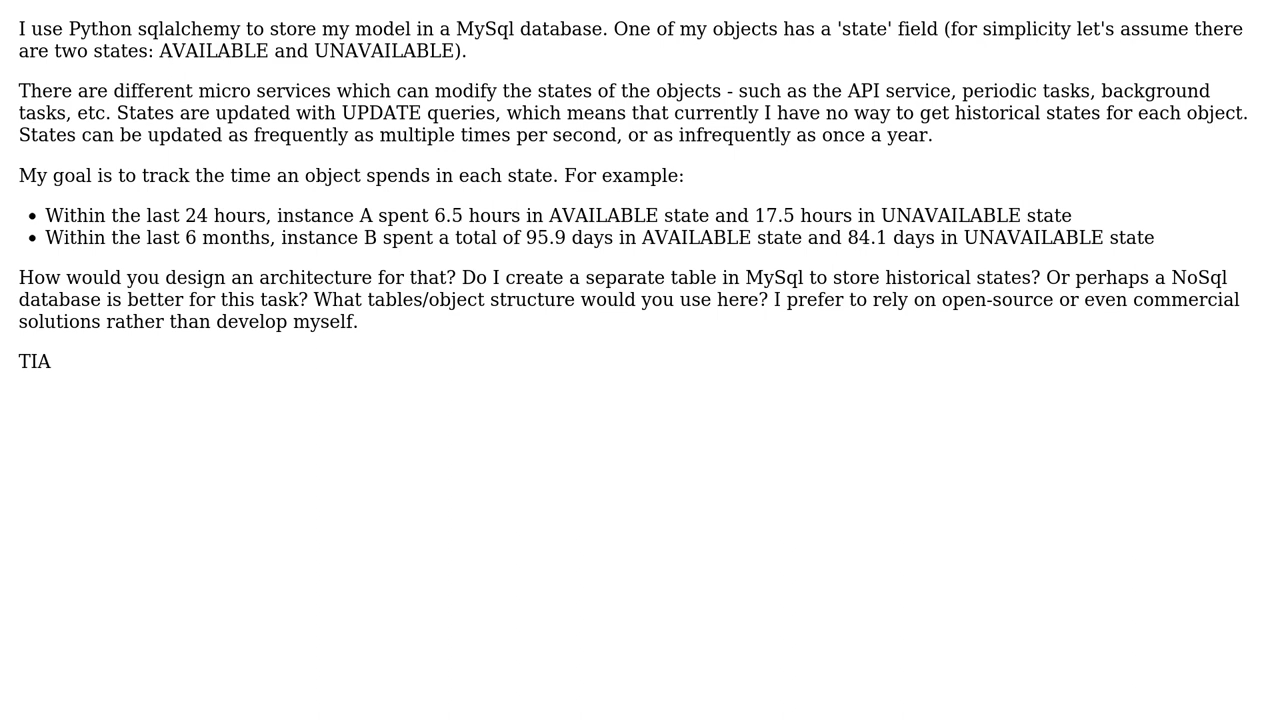 I use Python sqlalchemy to store my model in a MySql database. One of my objects has a 'state' field (for simplicity let's assume there
are two states: AVAILABLE and UNAVAILABLE).
There are different micro services which can modify the states of the objects - such as the API service, periodic tasks, background
tasks, etc. States are updated with UPDATE queries, which means that currently I have no way to get historical states for each object.
States can be updated as frequently as multiple times per second, or as infrequently as once a year.
My goal is to track the time an object spends in each state. For example:
• Within the last 24 hours, instance A spent 6.5 hours in AVAILABLE state and 17.5 hours in UNAVAILABLE state
• Within the last 6 months, instance B spent a total of 95.9 days in AVAILABLE state and 84.1 days in UNAVAILABLE state
How would you design an architecture for that? Do I create a separate table in MySql to store historical states? Or perhaps a NoSql
database is better for this task? What tables/object structure would you use here? I prefer to rely on open-source or even commercial
solutions rather than develop myself.
TIA